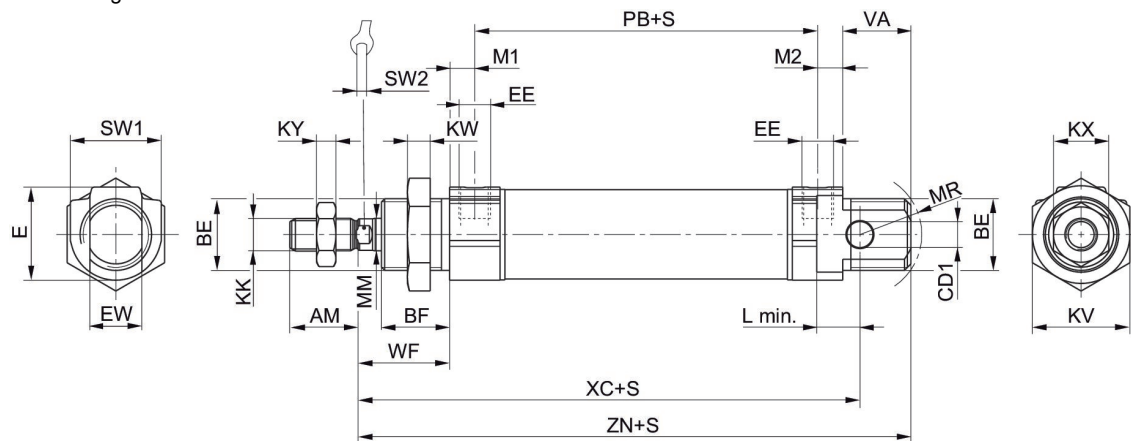 PB+S
VA
M1
M2
SW2
EE
SW1
KY
KW
EE
KX
MR
E
BE
BE
KK
MM
CD1
EW
AM
BF
L min.
KV
WF
XC+S
ZN+S